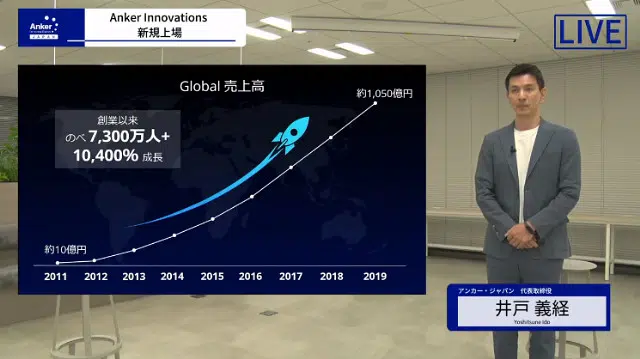 Anker
JAPAN
Anker Innovations
新規上場
LIVE
Global 売上高
創業以来
のべ 7,300万人+
10,400% 成長
約1,050億円
約10億円
2011 2012 2013 2014 2015 2016 2017 2018 2019
アンカー・ジャパン 代表取締役
井戸 義経
Yoshitsune Ido